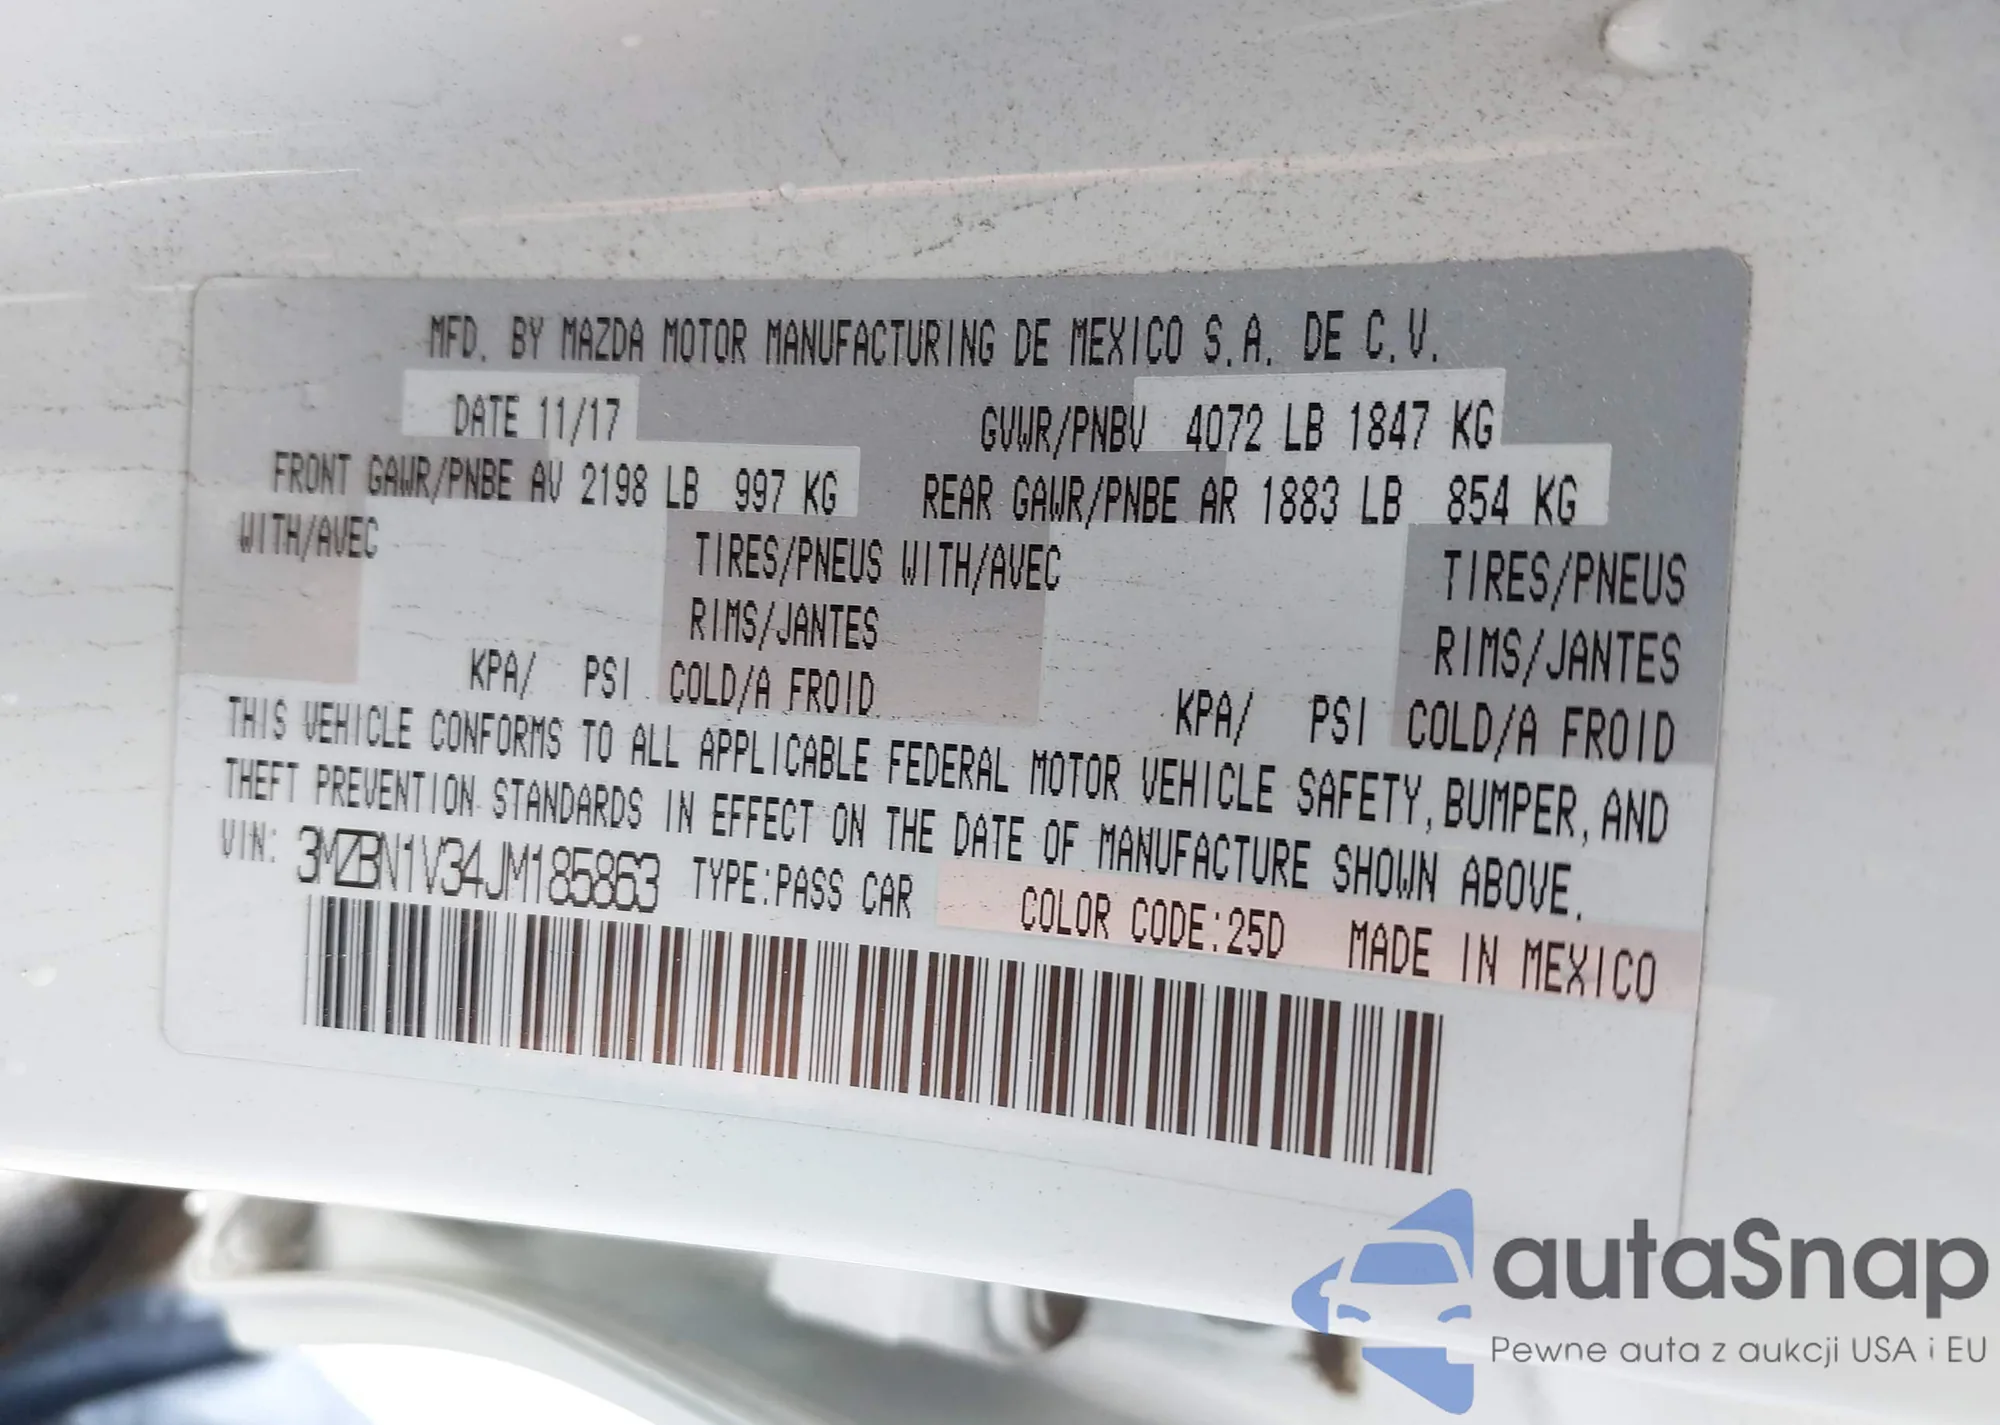 MFD. BY MAZDA MOTOR MANUFACTURING DE MEXICO S.A. DE C.V.
DATE 11/17 GVWR/PNBV 4072 LB 1847 KG
FRONT GAWR/PNBE AV 2198 LB 997 KG REAR GAWR/PNBE AR 1883 LB 854 KG
WITH/AVEC TIRES/PNEUS WITH/AVEC TIRES/PNEUS
RIMS/JANTES RIMS/JANTES
KPA/ PSI COLD/A FROID KPA/ PSI COLD/A FROID
THIS VEHICLE CONFORMS TO ALL APPLICABLE FEDERAL MOTOR VEHICLE SAFETY, BUMPER, AND
THEFT PREVENTION STANDARDS IN EFFECT ON THE DATE OF MANUFACTURE SHOWN ABOVE.
VIN: 3MZBN1V34JM185863 TYPE:PASS CAR COLOR CODE:25D MADE IN MEXICO
autaSnap
Pewne auta z aukcji USA i EU